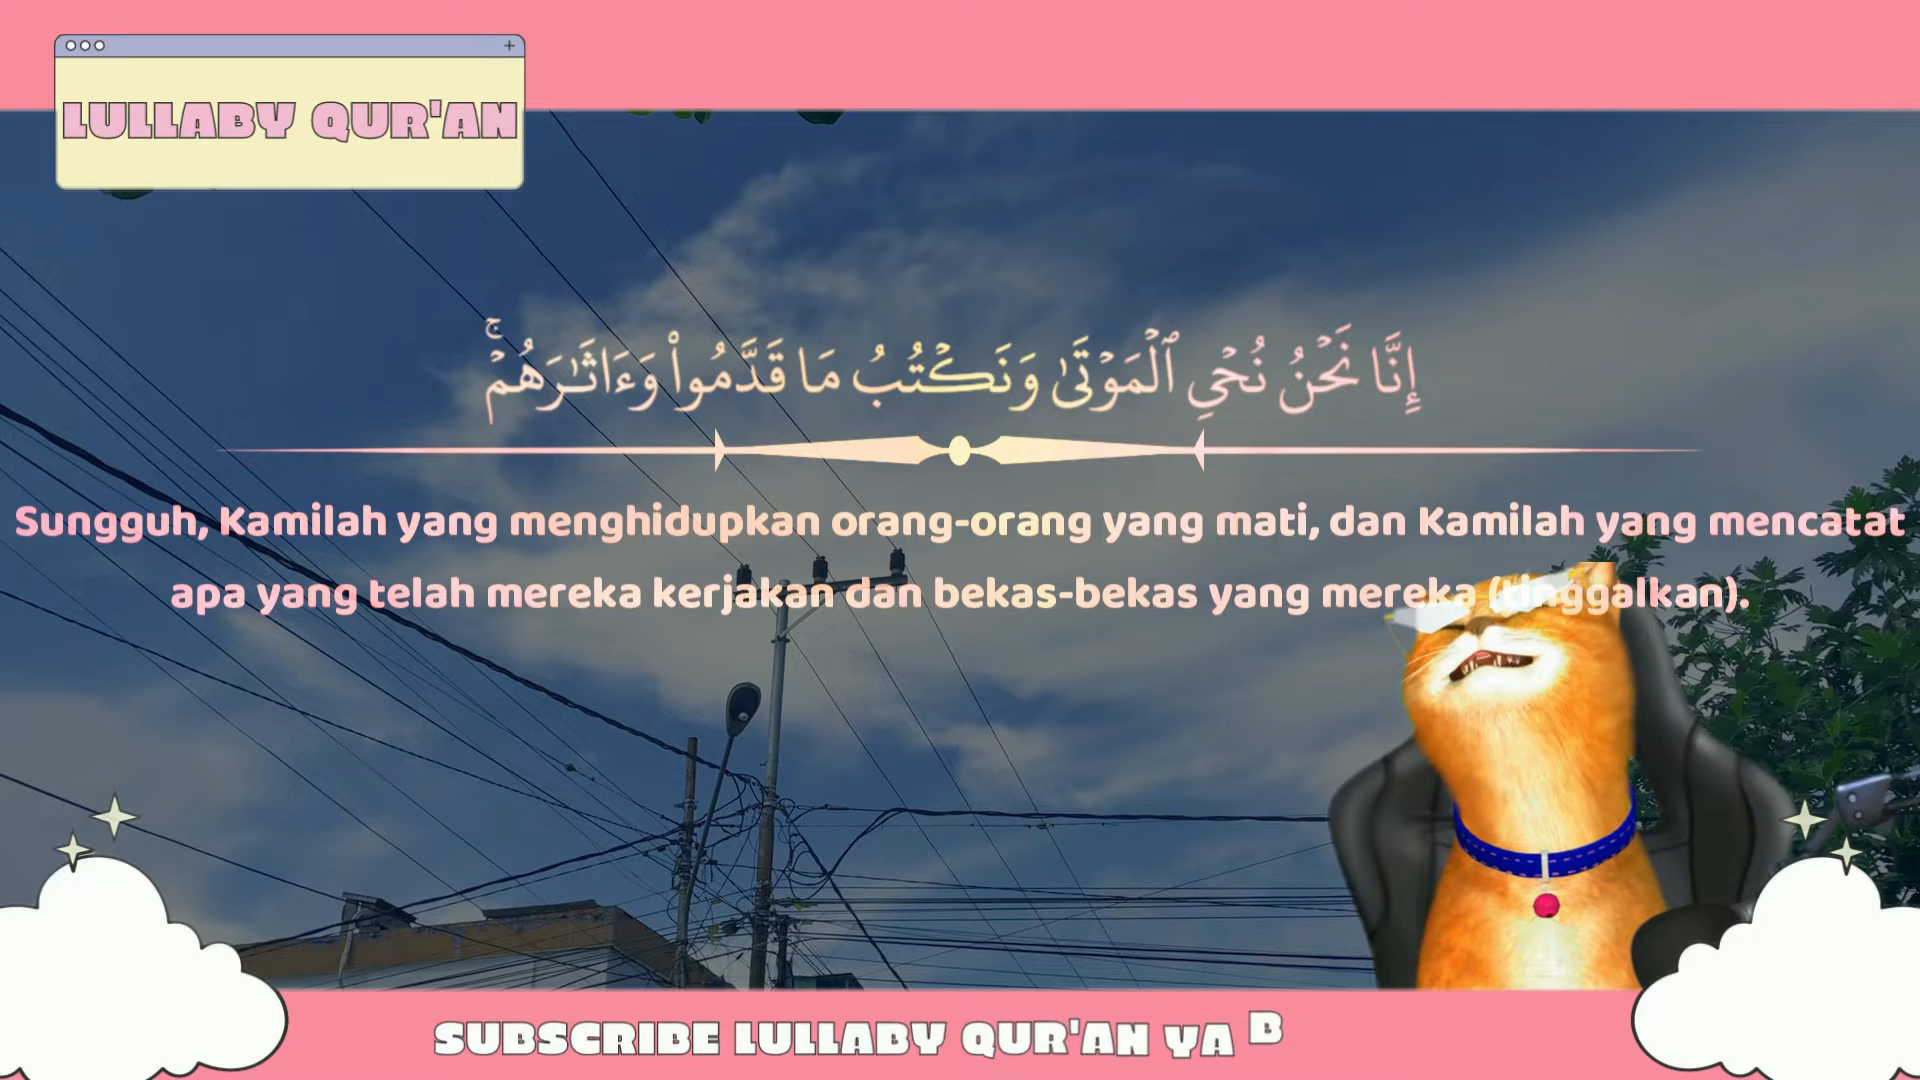 LULLABY QUR'AN
إِنَّا نَحْنُ نُحْىِ ٱلْمَوْتَىٰ وَنَكْتُبُ مَا قَدَّمُوا۟ وَءَاثَـٰرَهُمْ ۚ
Sungguh, Kamilah yang menghidupkan orang-orang yang mati, dan Kamilah yang mencatat
apa yang telah mereka kerjakan dan bekas-bekas yang mereka (tinggalkan).
SUBSCRIBE LULLABY QUR'AN YA B